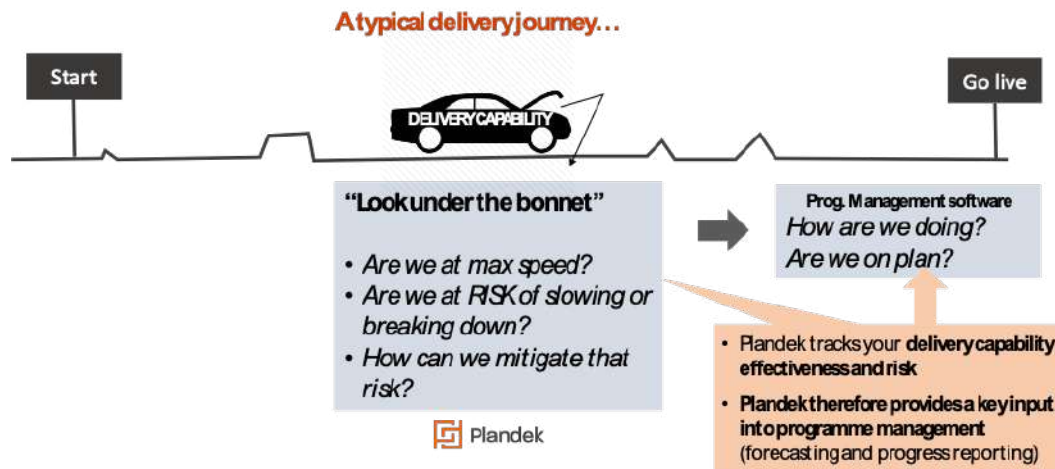 A typical delivery journey...
Start
Go live
DELIVERY CAPABILITY
"Look under the bonnet"
• Are we at max speed?
• Are we at RISK of slowing or
breaking down?
• How can we mitigate that
risk?
Plandek
Prog. Management software
How are we doing?
Are we on plan?
• Plandek tracks your delivery capability
effectiveness and risk
• Plandek therefore provides a key input
into programme management
(forecasting and progress reporting)